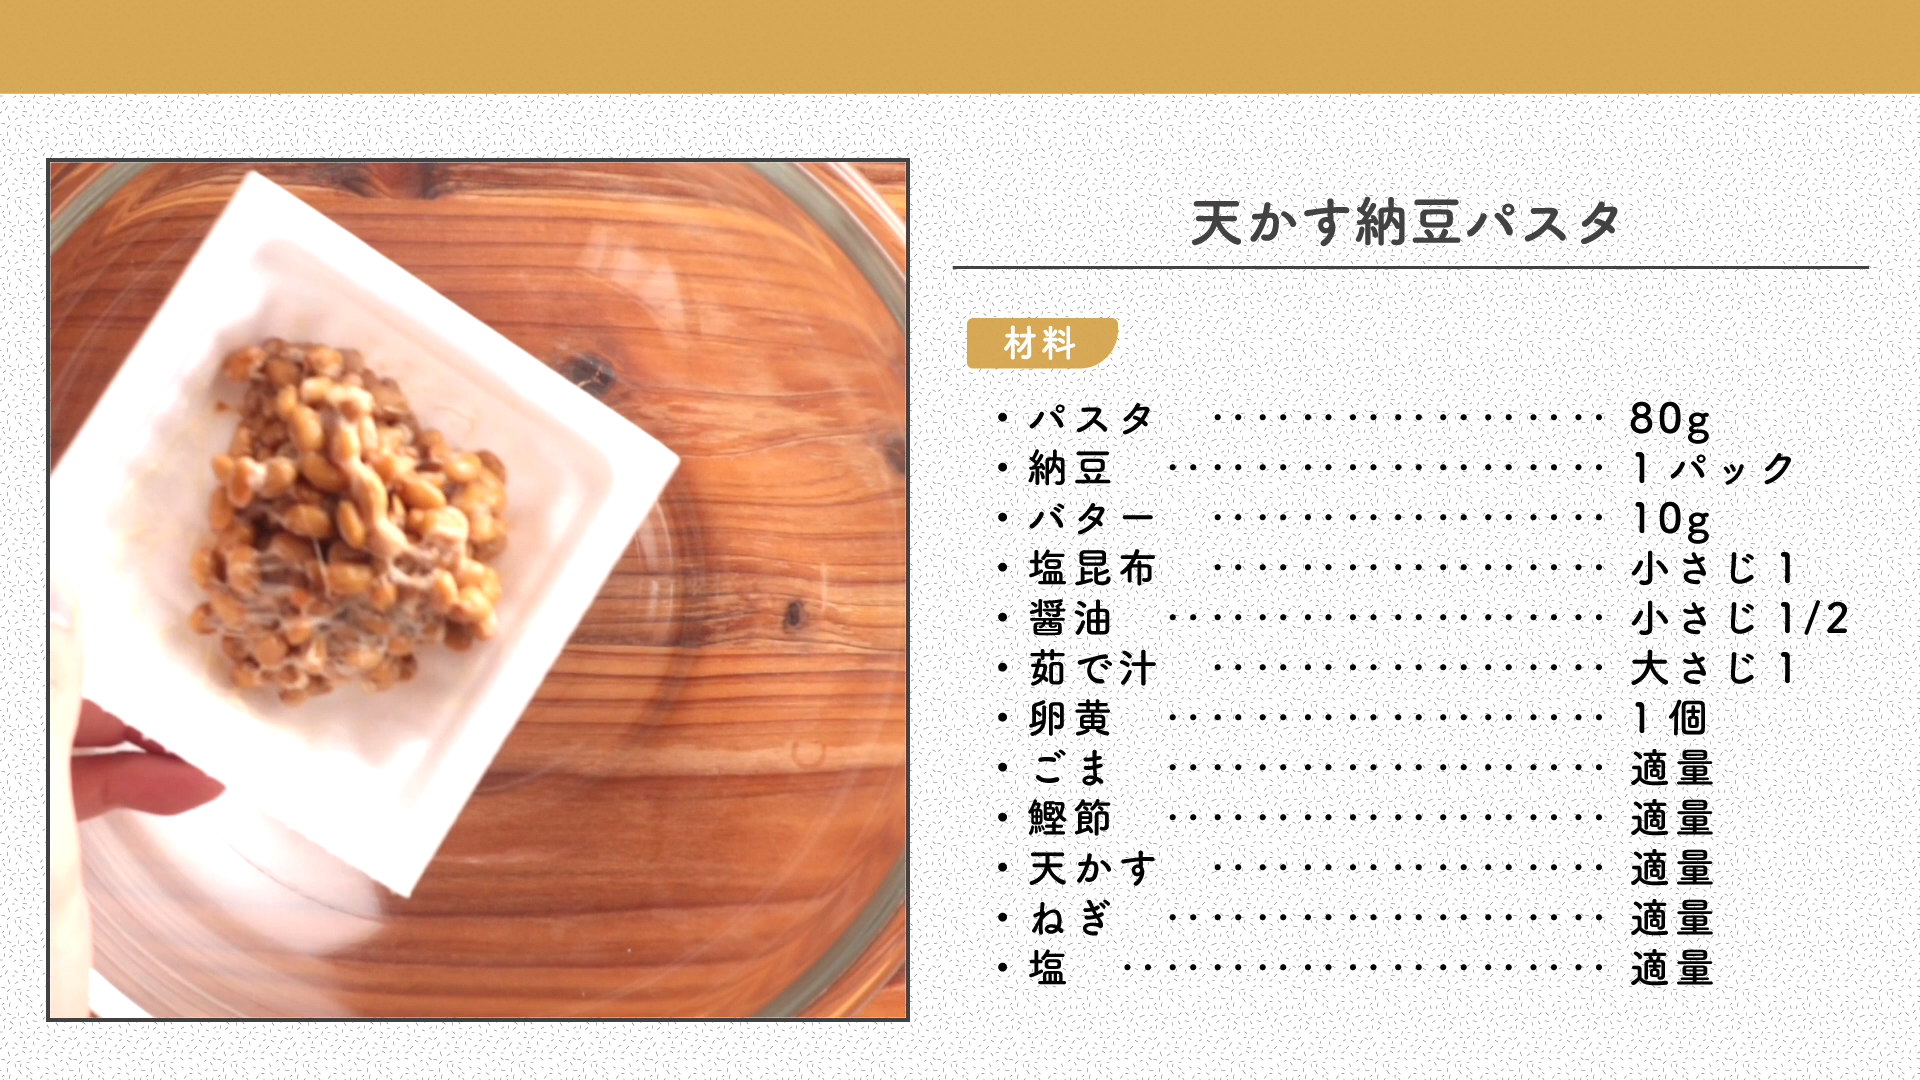 天かす納豆パスタ
材料
・パスタ ・・・・・・・・・・・・・・・・・・ 80g
・納豆 ・・・・・・・・・・・・・・・・・・・・ 1 パック
・バター ・・・・・・・・・・・・・・・・・・ 10g
・塩昆布 ・・・・・・・・・・・・・・・・・・ 小さじ 1
・醤油 ・・・・・・・・・・・・・・・・・・・・ 小さじ 1/2
・茹で汁 ・・・・・・・・・・・・・・・・・・ 大さじ 1
・卵黄 ・・・・・・・・・・・・・・・・・・・・ 1 個
・ごま ・・・・・・・・・・・・・・・・・・・・ 適量
・鰹節 ・・・・・・・・・・・・・・・・・・・・ 適量
・天かす ・・・・・・・・・・・・・・・・・・ 適量
・ねぎ ・・・・・・・・・・・・・・・・・・・・ 適量
・塩 ・・・・・・・・・・・・・・・・・・・・・・ 適量